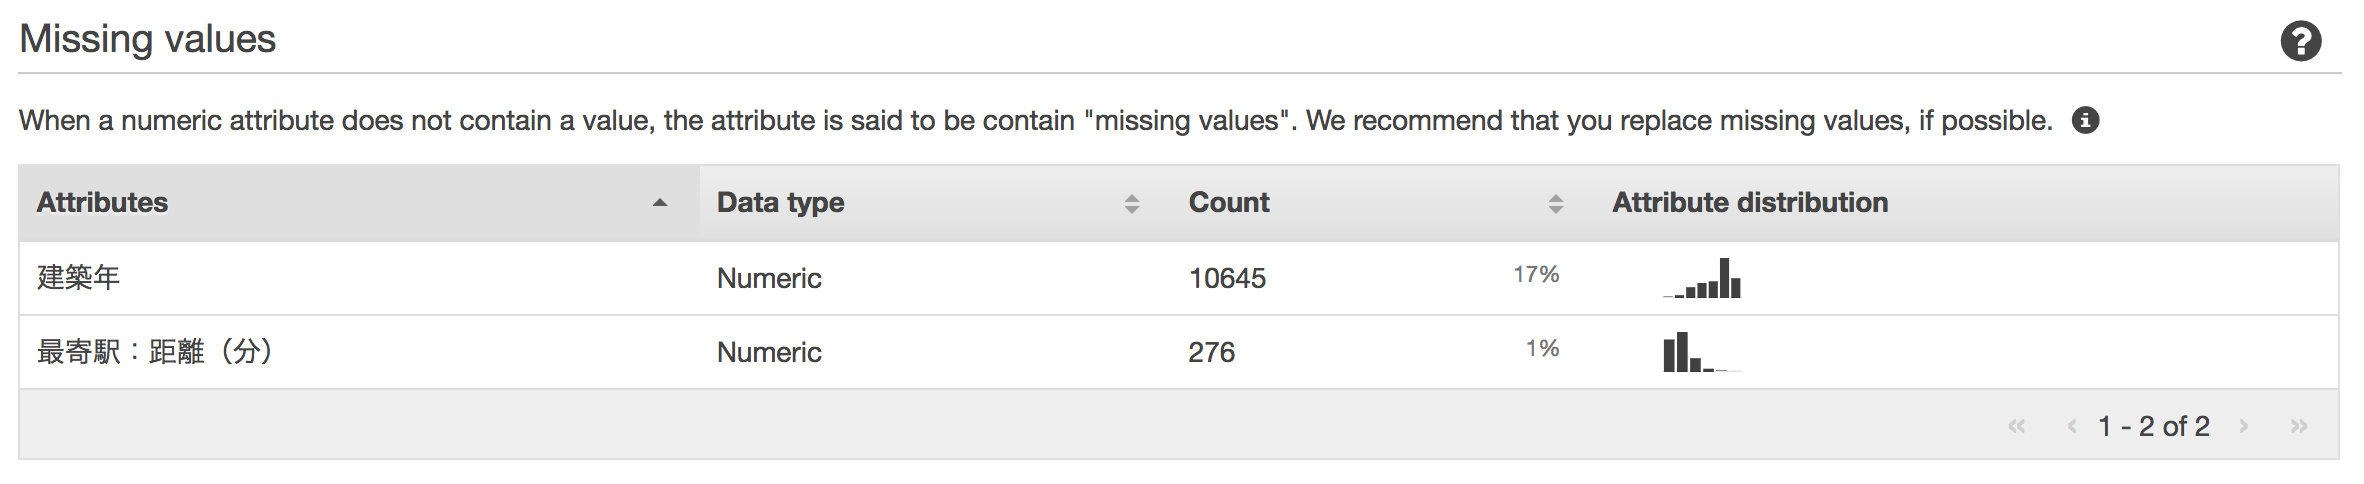 Missing values
When a numeric attribute does not contain a value, the attribute is said to be contain "missing values". We recommend that you replace missing values, if possible.
Attributes Data type Count Attribute distribution
建築年 Numeric 10645 17%
最寄駅：距離（分） Numeric 276 1%
« ‹ 1 - 2 of 2 › »